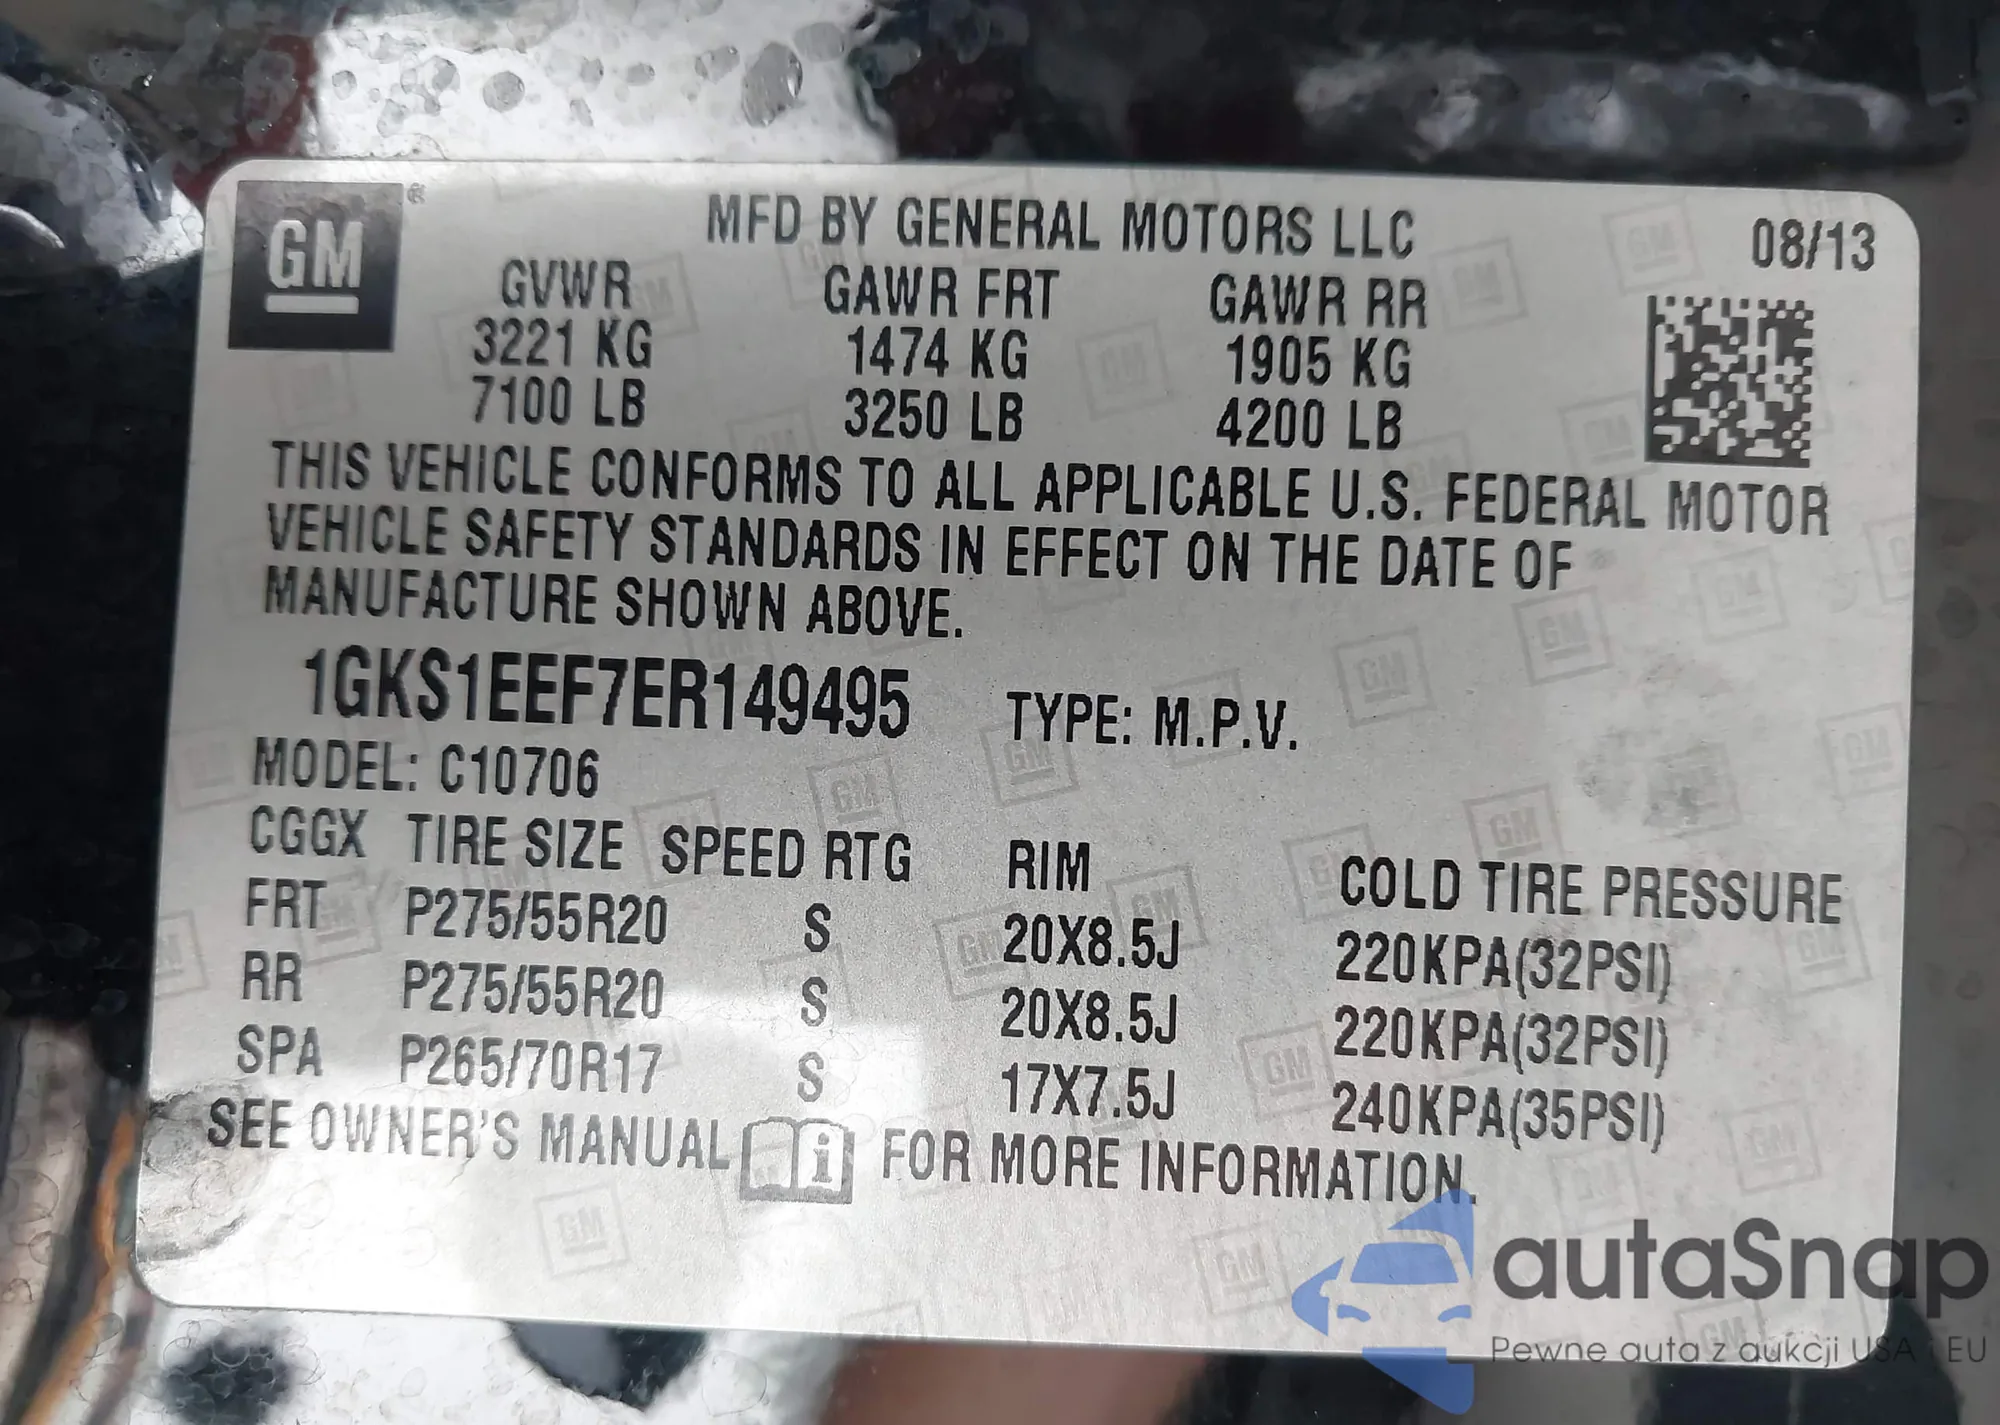 GM ®
MFD BY GENERAL MOTORS LLC 08/13
GVWR GAWR FRT GAWR RR
3221 KG 1474 KG 1905 KG
7100 LB 3250 LB 4200 LB
THIS VEHICLE CONFORMS TO ALL APPLICABLE U.S. FEDERAL MOTOR
VEHICLE SAFETY STANDARDS IN EFFECT ON THE DATE OF
MANUFACTURE SHOWN ABOVE.
1GKS1EEF7ER149495 TYPE: M.P.V.
MODEL: C10706
CGGX TIRE SIZE SPEED RTG RIM COLD TIRE PRESSURE
FRT P275/55R20 S 20X8.5J 220KPA(32PSI)
RR P275/55R20 S 20X8.5J 220KPA(32PSI)
SPA P265/70R17 S 17X7.5J 240KPA(35PSI)
SEE OWNER'S MANUAL i FOR MORE INFORMATION.
autaSnap
Pewne auta z aukcji USA i EU